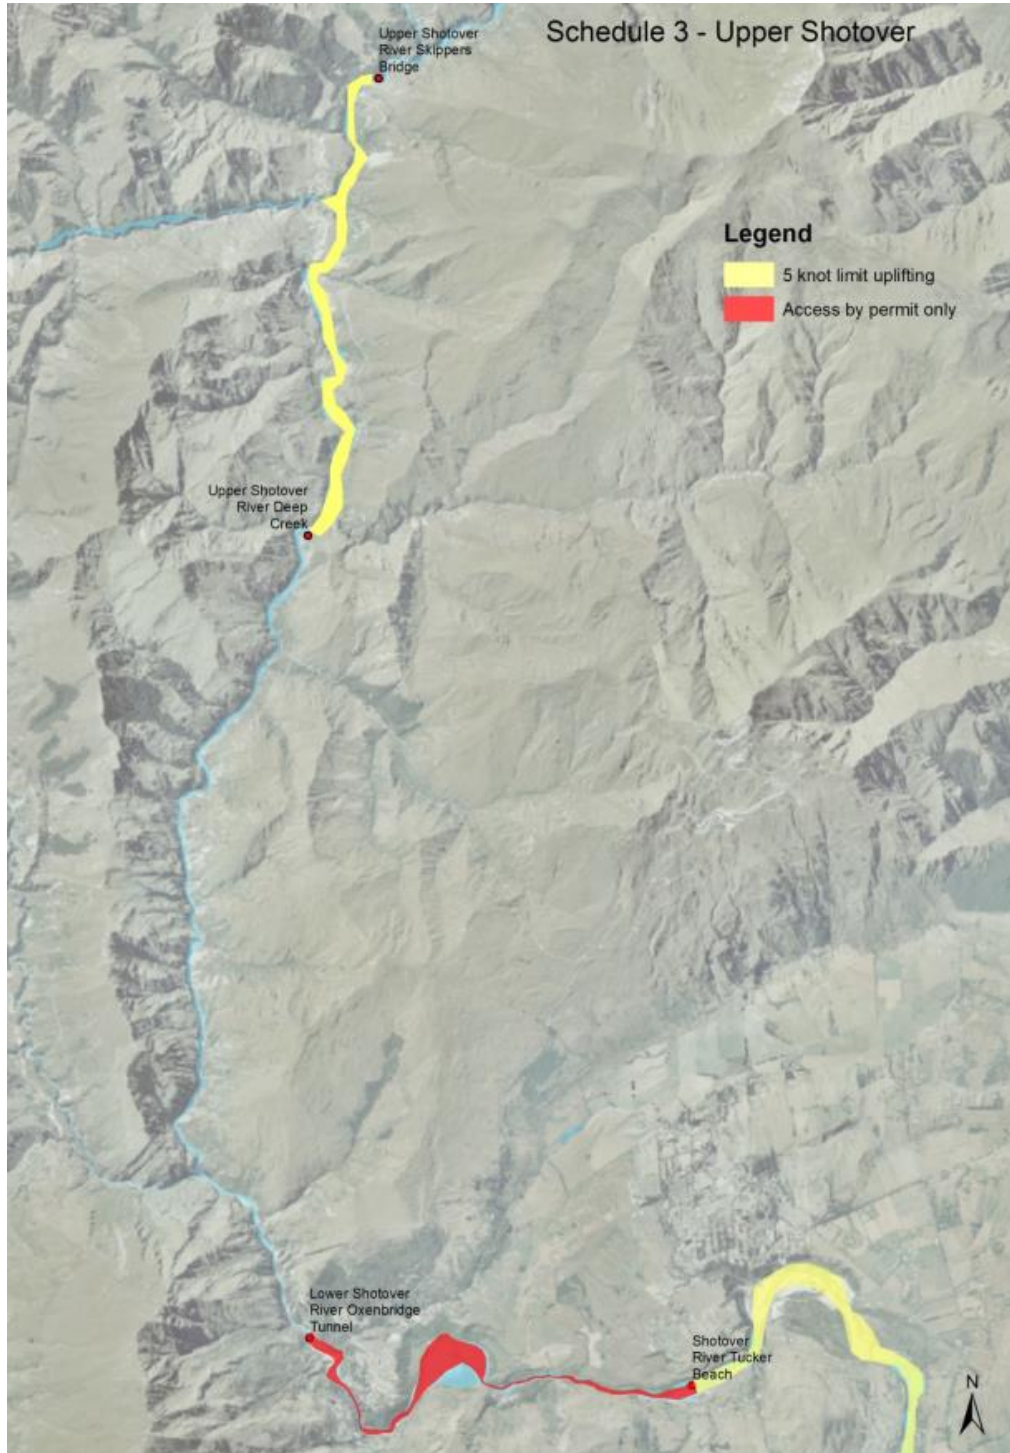 Schedule 3 - Upper Shotover
Upper Shotover
River Skippers
Bridge
Legend
5 knot limit uplifting
Access by permit only
Upper Shotover
River Deep
Creek
Lower Shotover
River Oxenbridge
Tunnel
Shotover
River Tucker
Beach
N